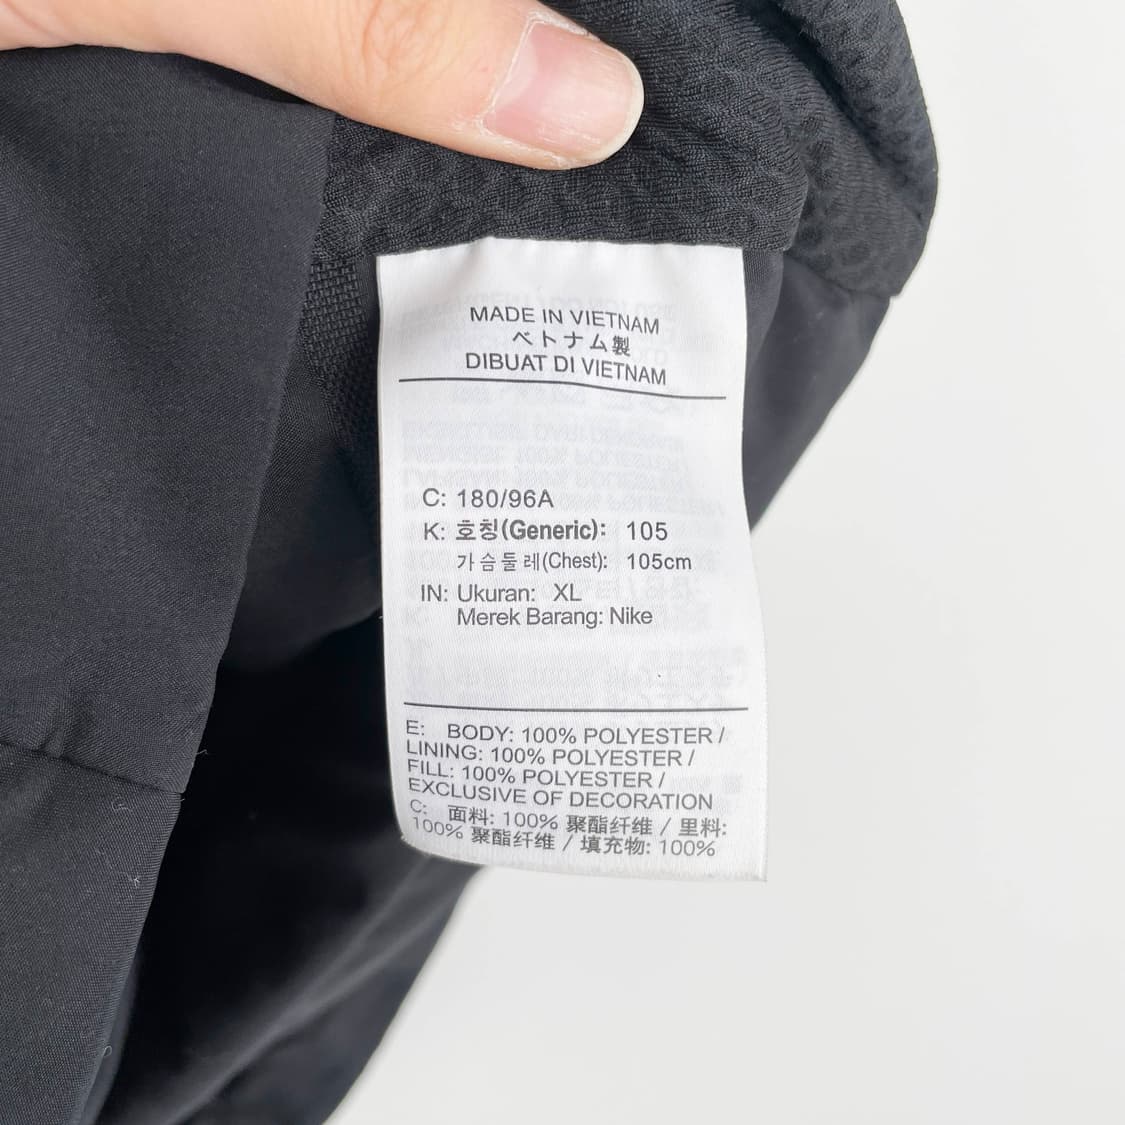 MADE IN VIETNAM
ベトナム製
DIBUAT DI VIETNAM
C: 180/96A
K: 호칭(Generic): 105
가슴둘레(Chest): 105cm
IN: Ukuran: XL
Merek Barang: Nike
E: BODY: 100% POLYESTER /
LINING: 100% POLYESTER /
FILL: 100% POLYESTER /
EXCLUSIVE OF DECORATION
C: 面料: 100% 聚酯纤维 / 里料:
100% 聚酯纤维 / 填充物: 100%